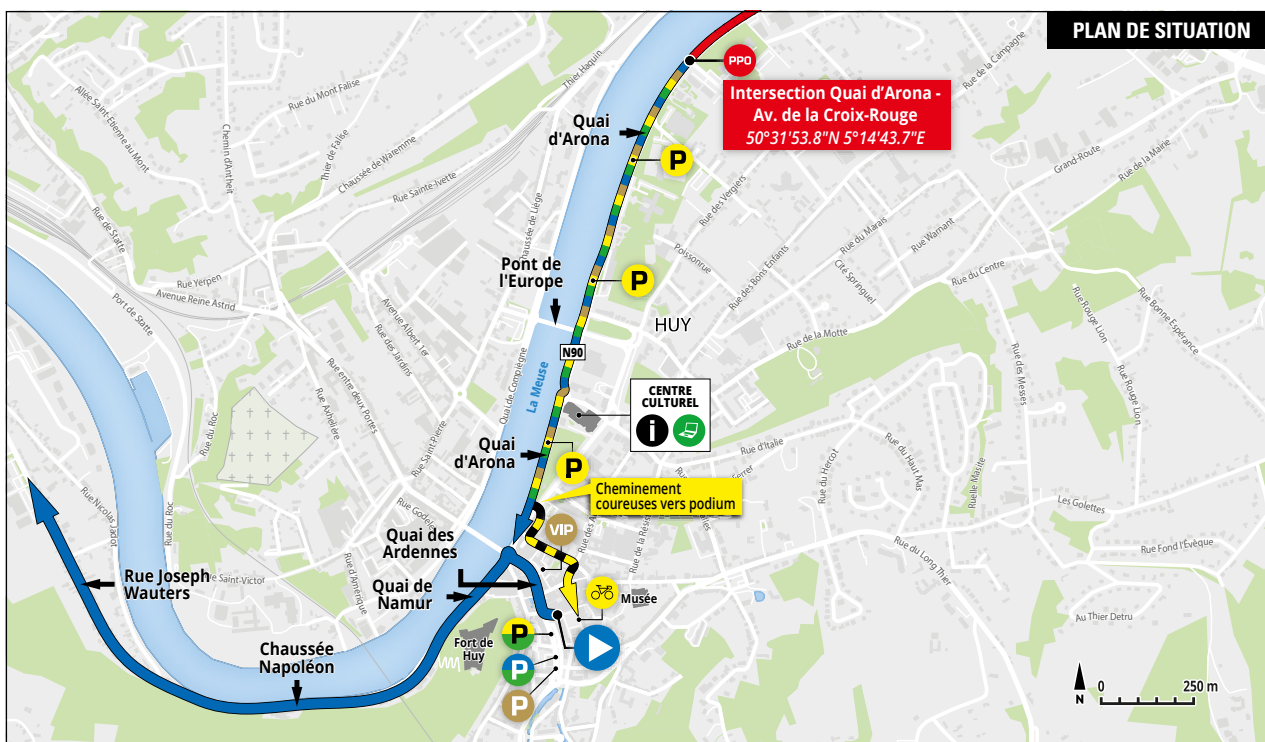 PLAN DE SITUATION
PPO
Intersection Quai d'Arona -
Av. de la Croix-Rouge
50°31'53.8"N 5°14'43.7"E
Rue de la Campagne
Thier Haquin
Rue du Mont Falise
Allée Saint-Etienne au Mont
Chemin d'Antheit
Thier de Falise
Chaussée de Waremme
Rue Sainte-Ivette
Quai
d'Arona
P
Grand-Route
Rue de la Mairie
Rue des Vergiers
Rue de Statte
Chaussée de Liège
Poissonrue
Rue du Marais
Rue Warnant
Rue des Bons Enfants
Cité Springuel
Pont de
l'Europe
P
Rue du Centre
Rue Yerpen
Avenue Reine Astrid
Port de Statte
Avenue Albert 1er
Rue des Jardins
HUY
Rue de la Motte
Rue Rouge Lion
Rue Bonne Espérance
N90
La Meuse
Quai de Compiègne
Rue entre deux Portes
Rue Axhelière
CENTRE
CULTUREL
i
Rue des Messes
Rue Rouge Lion
Rue du Roc
Rue Saint-Pierre
Quai
d'Arona
P
Rue d'Italie
Rue du Hercot
Rue du Haut Mas
Ruelle Masite
Cheminement
coureuses vers podium
Les Golettes
VIP
Rue du Roc
Quai des
Ardennes
Rue du Long Thier
Rue Fond l'Évêque
Rue Joseph
Wauters
Rue d'Amérique
Quai de
Namur
Musée
Au Thier Detru
Fort de
Huy
P
P
P
Chaussée
Napoléon
N
0
250 m